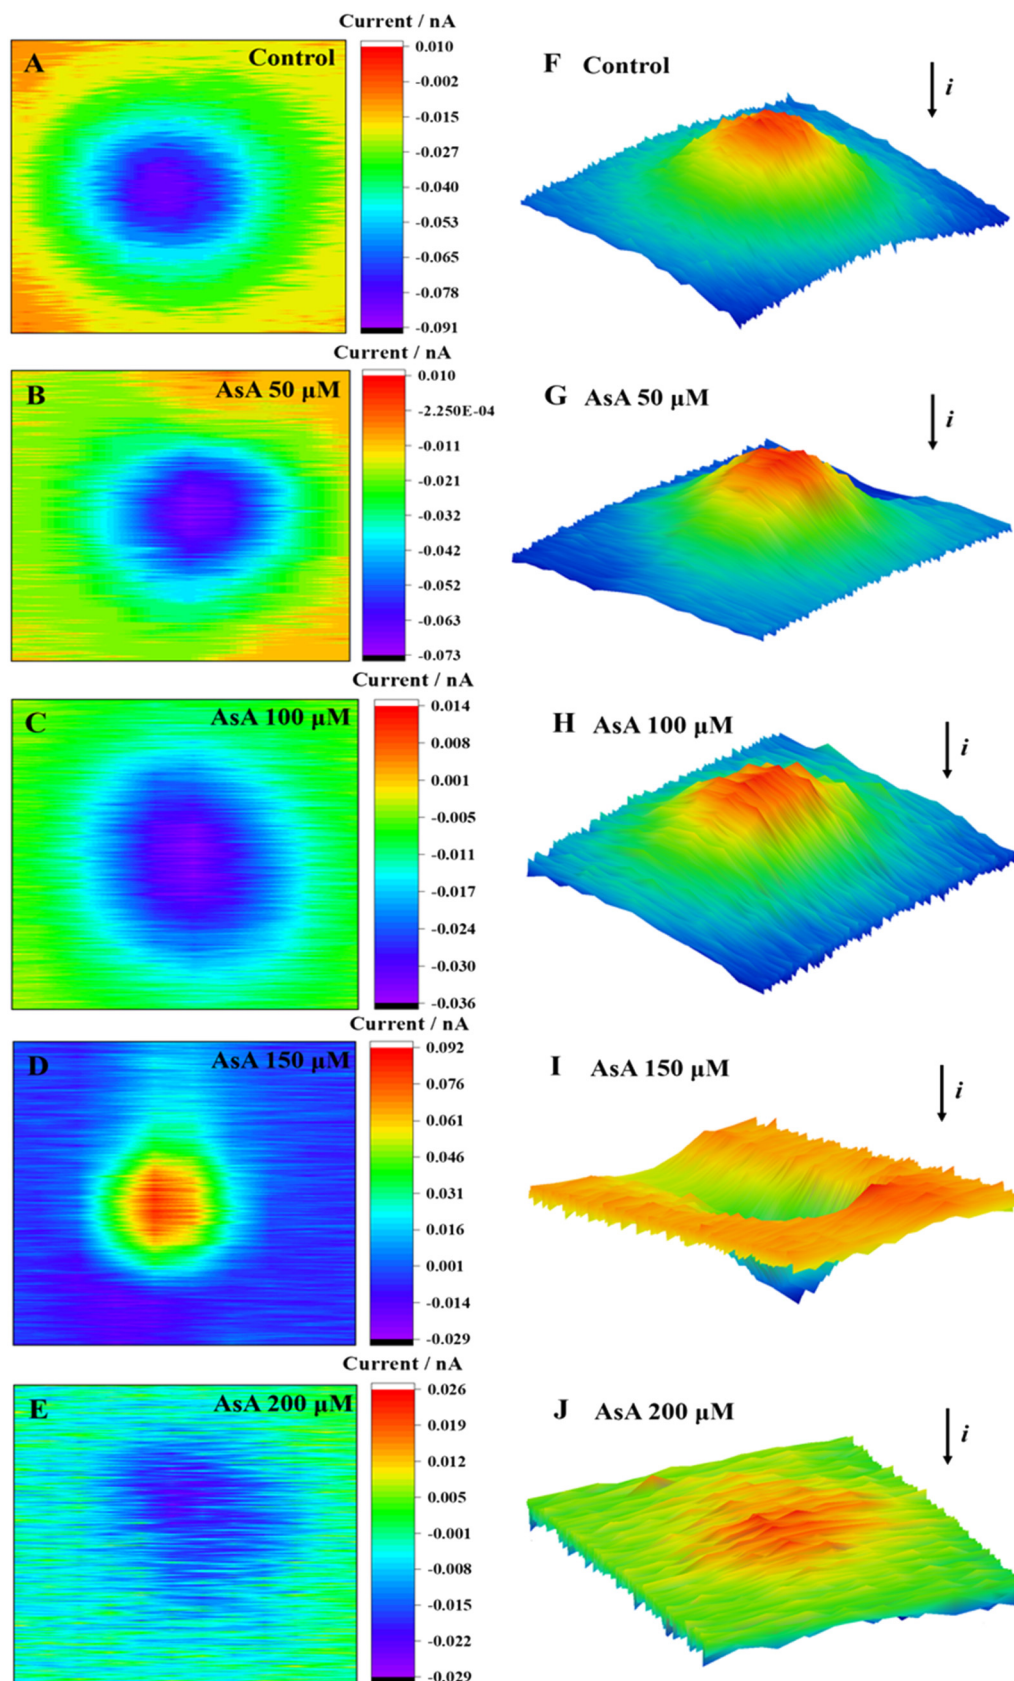 Current / nA
A Control
0.010
-0.002
-0.015
-0.027
-0.040
-0.053
-0.065
-0.078
-0.091
F Control
i
Current / nA
B AsA 50 µM
0.010
-2.250E-04
-0.011
-0.021
-0.032
-0.042
-0.052
-0.063
-0.073
G AsA 50 µM
i
Current / nA
C AsA 100 µM
0.014
0.008
0.001
-0.005
-0.011
-0.017
-0.024
-0.030
-0.036
H AsA 100 µM
i
Current / nA
D AsA 150 µM
0.092
0.076
0.061
0.046
0.031
0.016
0.001
-0.014
-0.029
I AsA 150 µM
i
Current / nA
E AsA 200 µM
0.026
0.019
0.012
0.005
-0.001
-0.008
-0.015
-0.022
-0.029
J AsA 200 µM
i